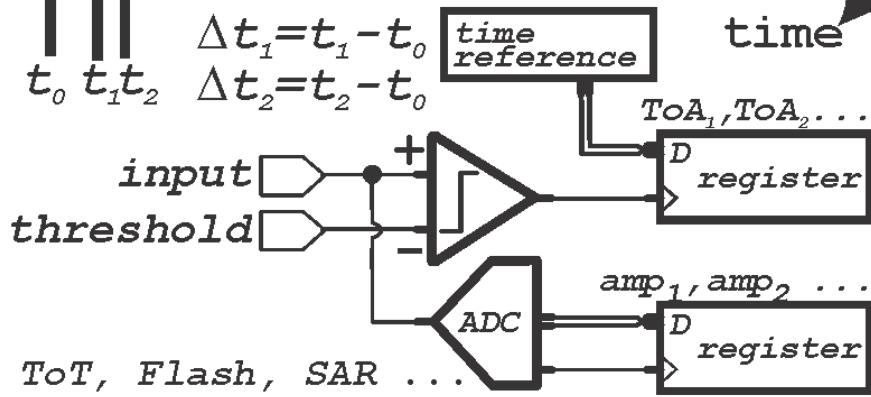 t₀ t₁ t₂
Δt₁=t₁-t₀
Δt₂=t₂-t₀
time
reference
time
ToA₁,ToA₂...
input
+
D
register
threshold
-
amp₁,amp₂ ...
ADC
D
register
ToT, Flash, SAR ...